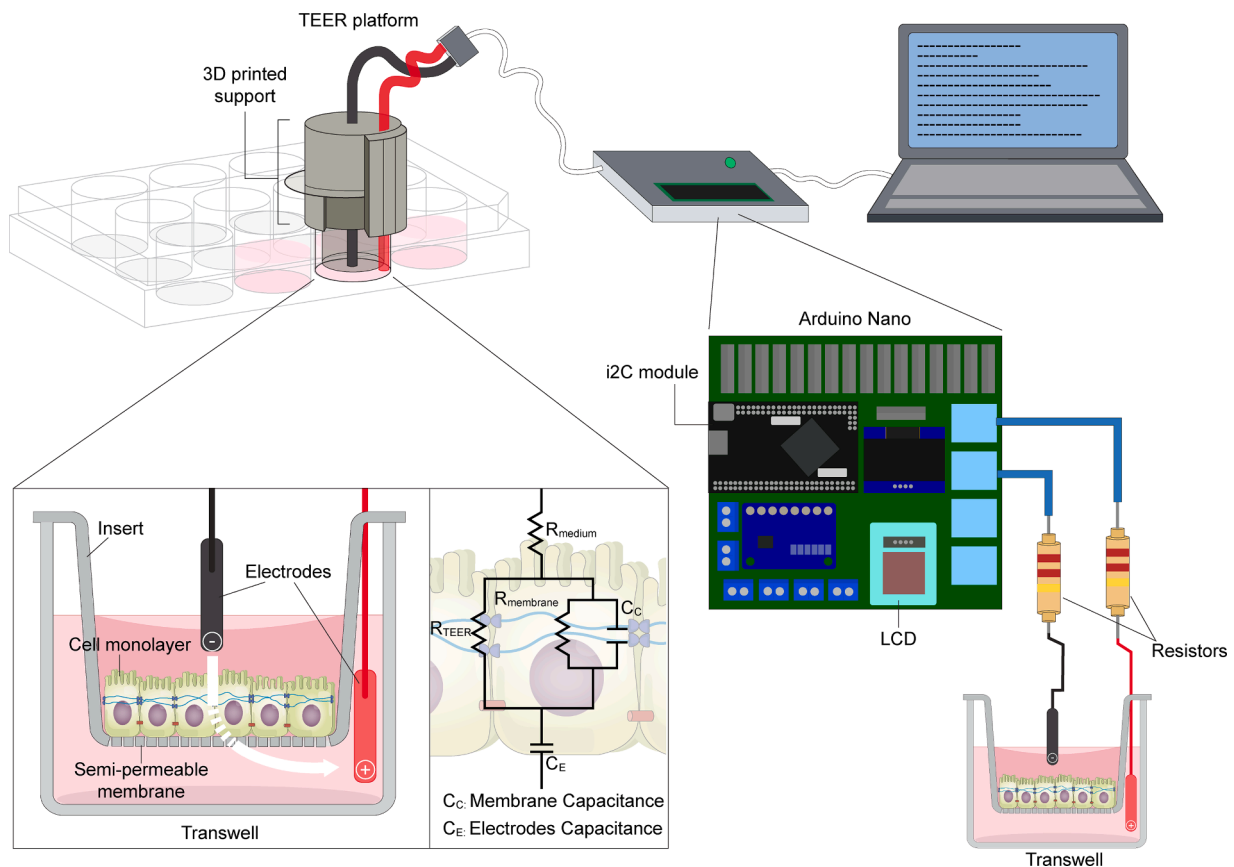 TEER platform
3D printed
support
Arduino Nano
i2C module
LCD
Resistors
Transwell
Insert
Electrodes
Cell monolayer
Semi-permeable
membrane
Transwell
Rmedium
Rmembrane
RTEER
CC
CE
CC: Membrane Capacitance
CE: Electrodes Capacitance